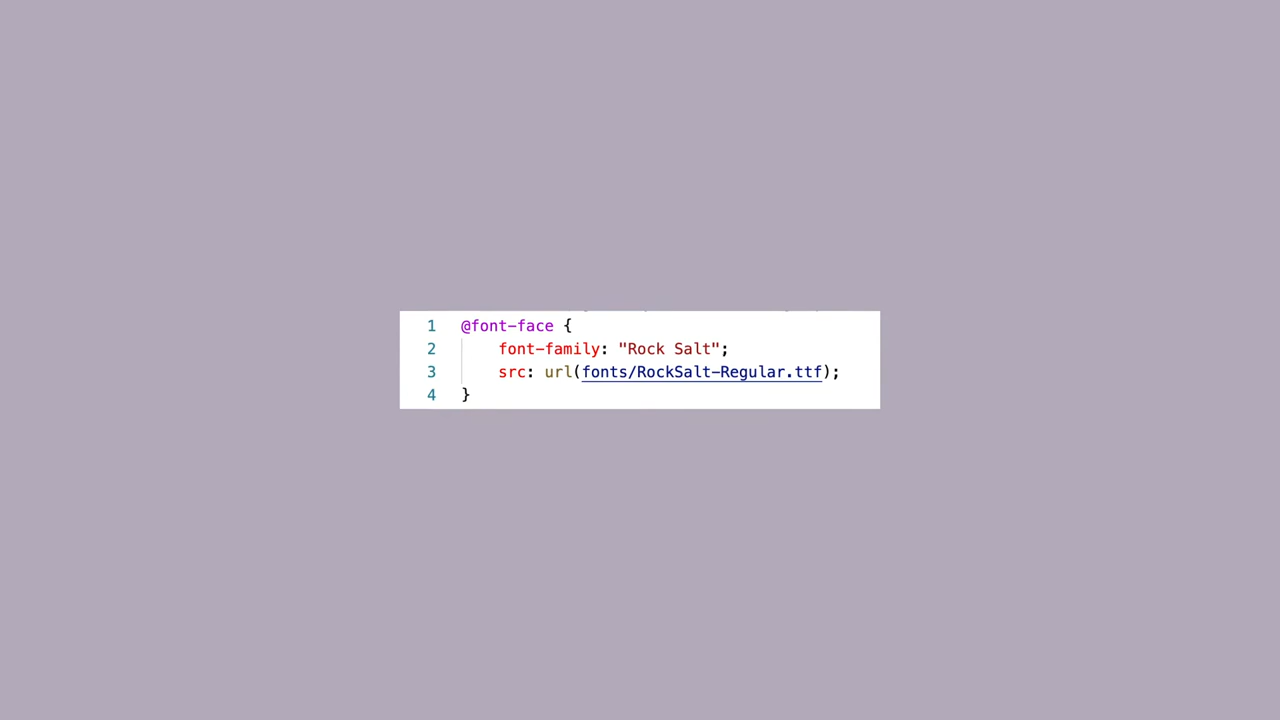 1 @font-face {
2 font-family: "Rock Salt";
3 src: url(fonts/RockSalt-Regular.ttf);
4 }